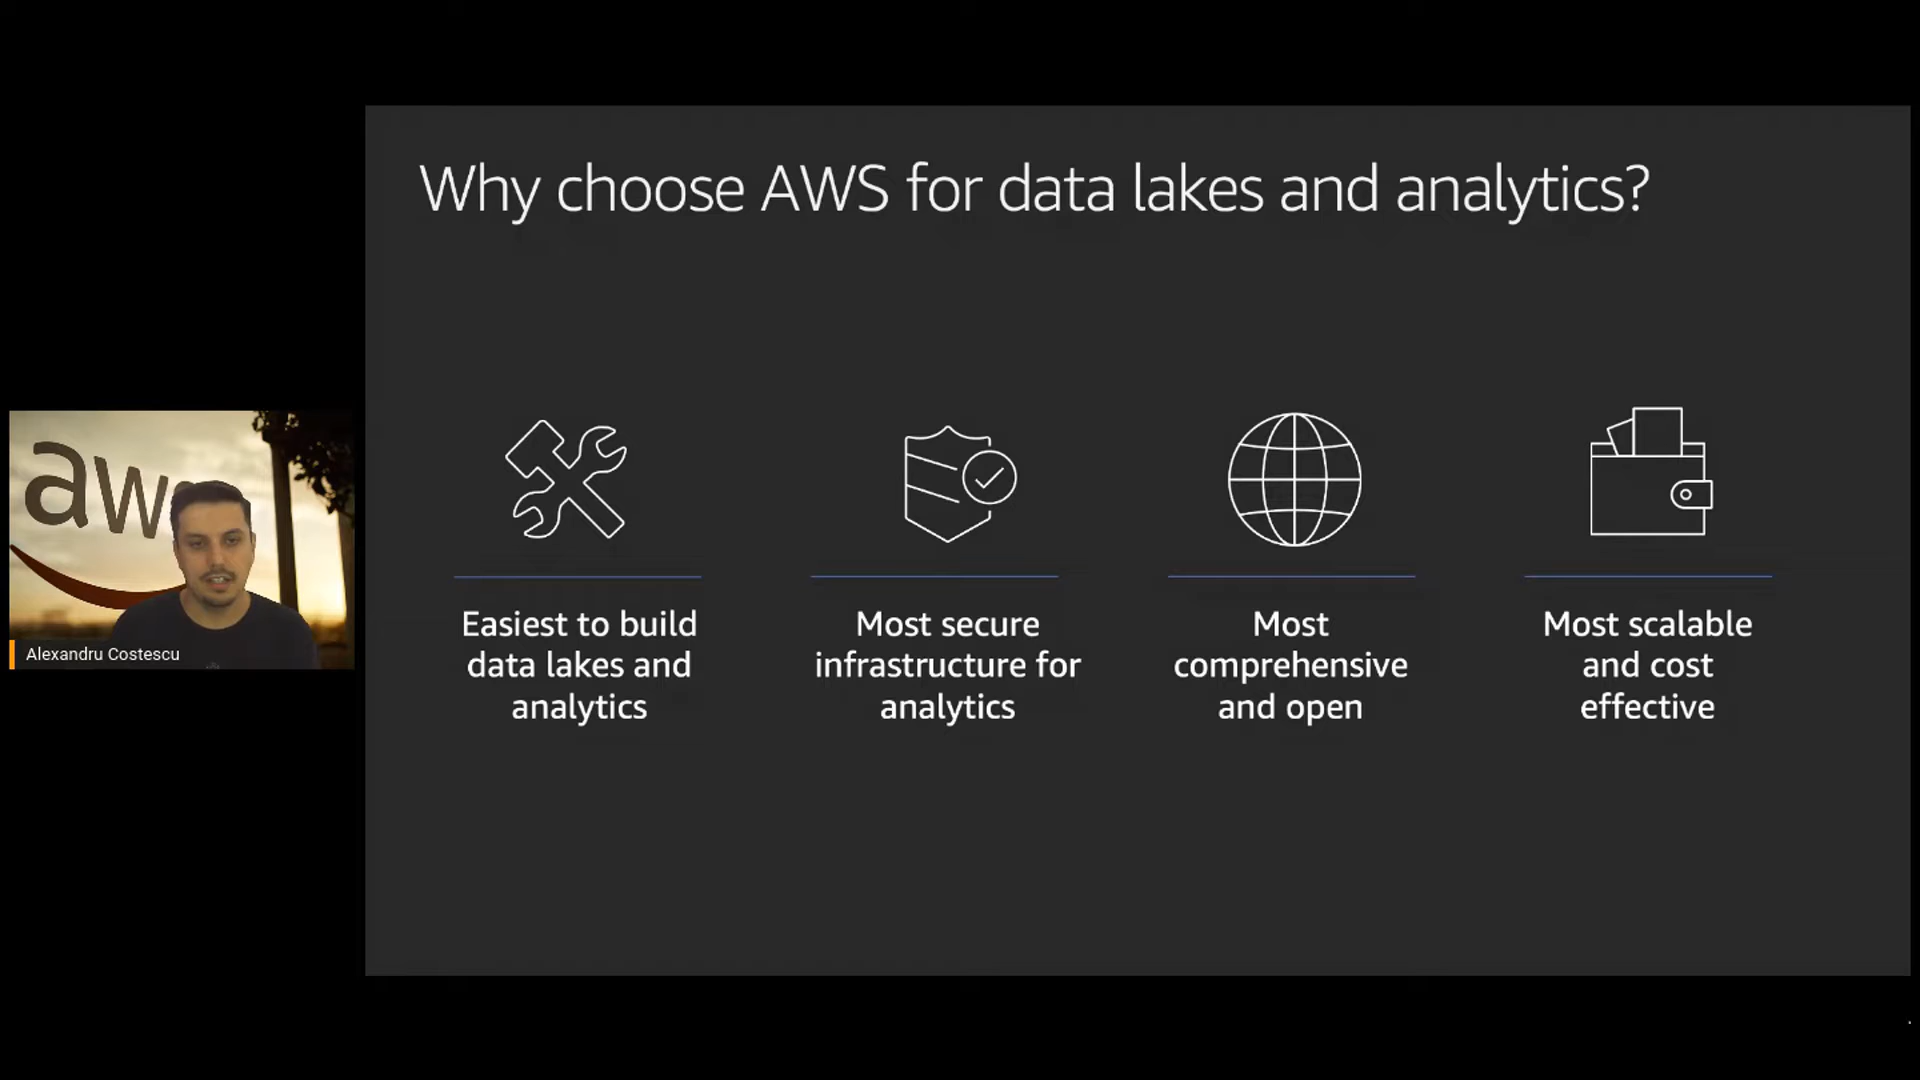 Why choose AWS for data lakes and analytics?
aws
Alexandru Costescu
Easiest to build
data lakes and
analytics
Most secure
infrastructure for
analytics
Most
comprehensive
and open
Most scalable
and cost
effective